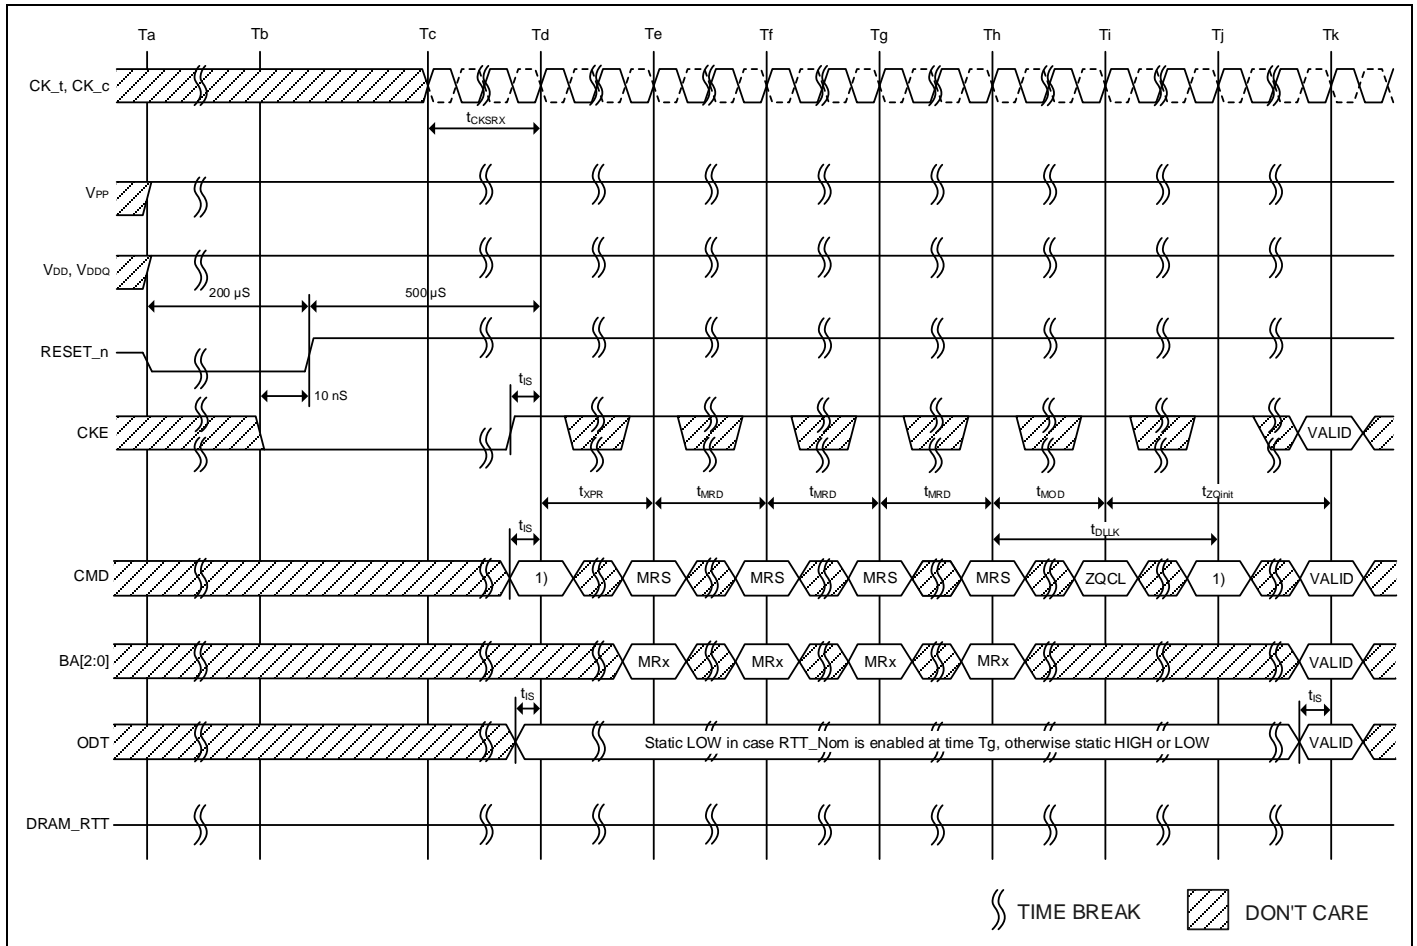 Ta Tb Tc Td Te Tf Tg Th Ti Tj Tk
CK_t, CK_c
tCKSRX
VPP
VDD, VDDQ
200 µS 500 µS
RESET_n
tIS
10 nS
CKE VALID
tXPR tMRD tMRD tMRD tMOD tZQinit
tIS tDLLK
CMD 1) MRS MRS MRS MRS ZQCL 1) VALID
BA[2:0] MRx MRx MRx MRx VALID
tIS tIS
ODT Static LOW in case RTT_Nom is enabled at time Tg, otherwise static HIGH or LOW VALID
DRAM_RTT
TIME BREAK DON'T CARE